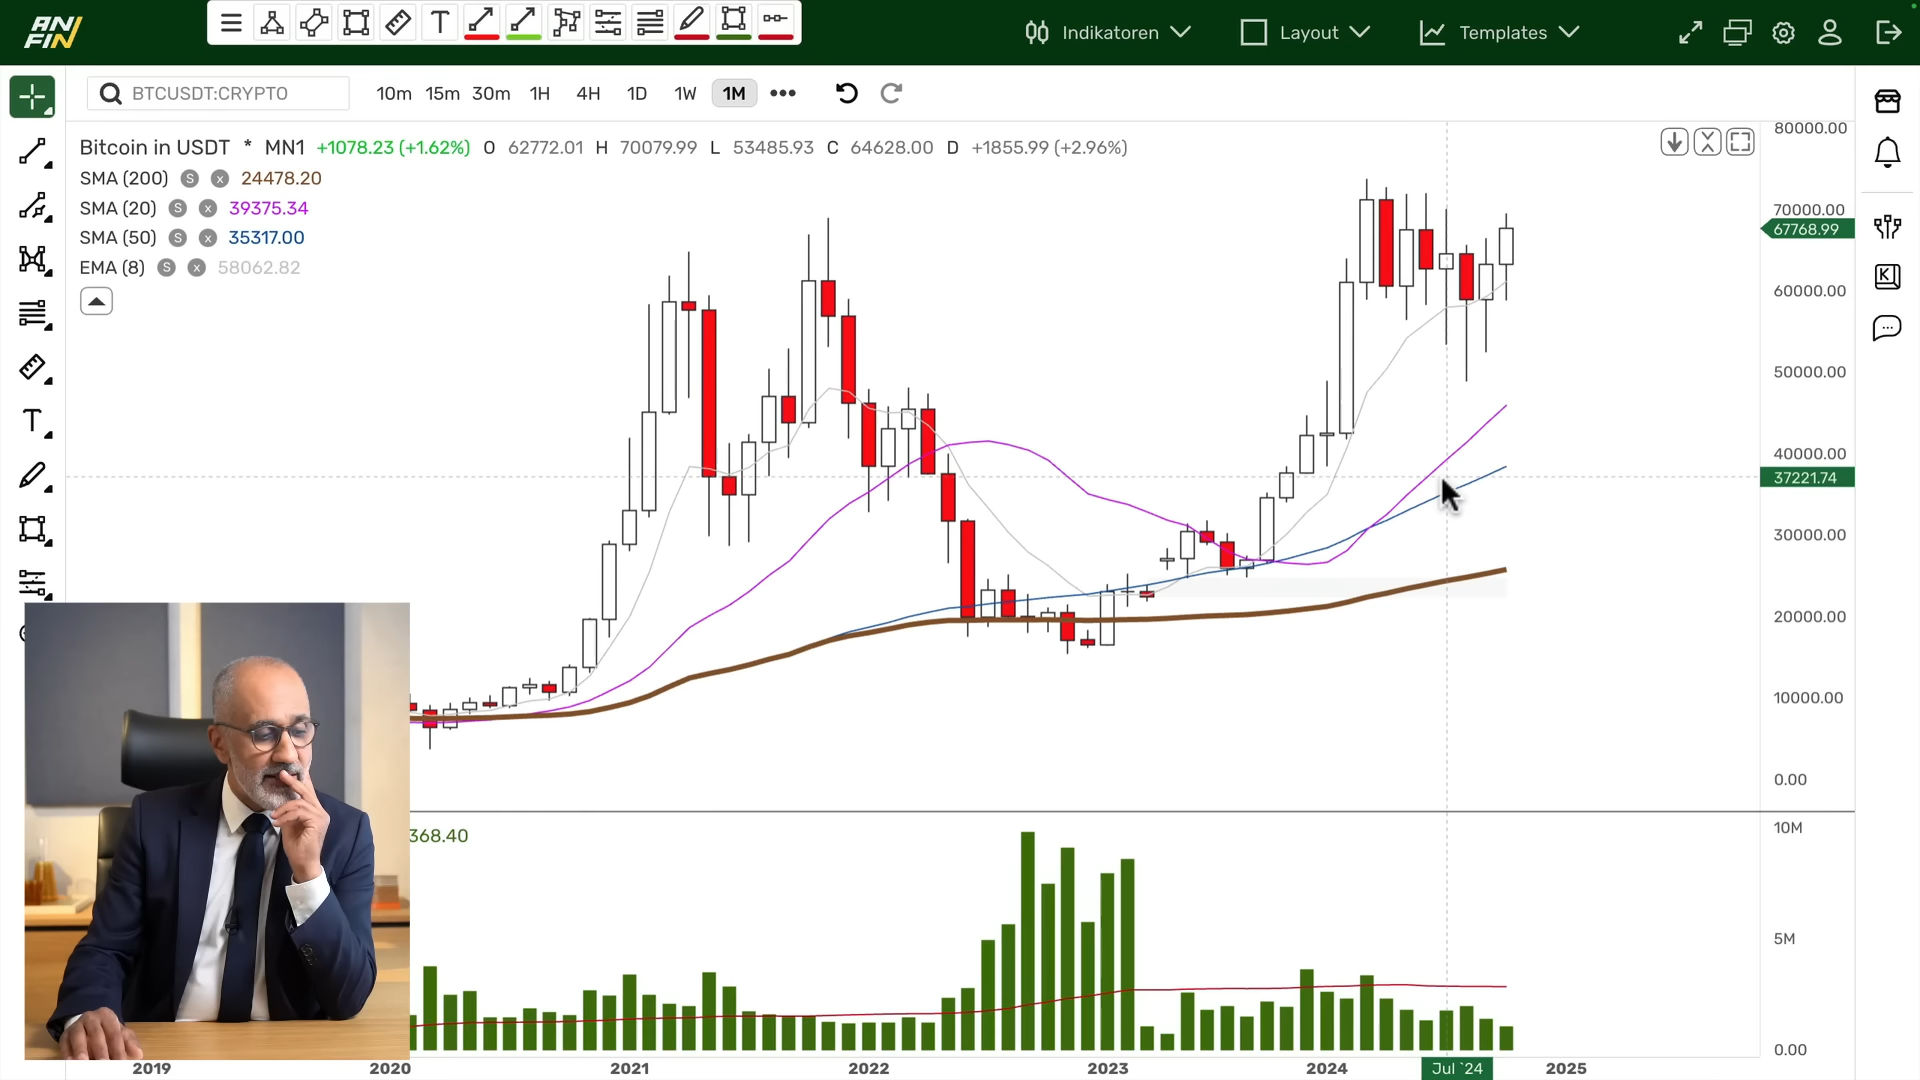 ANFIN
Indikatoren
Layout
Templates
BTCUSDT:CRYPTO
10m 15m 30m 1H 4H 1D 1W 1M
Bitcoin in USDT * MN1 +1078.23 (+1.62%) O 62772.01 H 70079.99 L 53485.93 C 64628.00 D +1855.99 (+2.96%)
SMA (200) S x 24478.20
SMA (20) S x 39375.34
SMA (50) S x 35317.00
EMA (8) S x 58062.82
80000.00
70000.00
67768.99
60000.00
50000.00
40000.00
37221.74
30000.00
20000.00
10000.00
0.00
368.40
10M
5M
0.00
2019 2020 2021 2022 2023 2024 Jul `24 2025